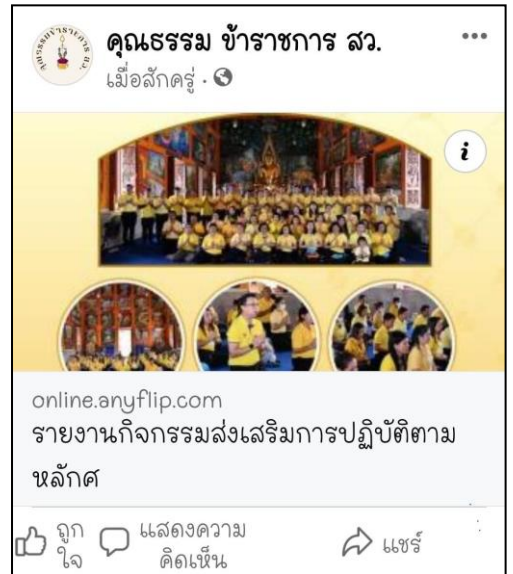 คุณธรรม ข้าราชการ สว.
เมื่อสักครู่ ·
online.anyflip.com
รายงานกิจกรรมส่งเสริมการปฏิบัติตาม
หลักศ
ถูก
ใจ
แสดงความ
คิดเห็น
แชร์